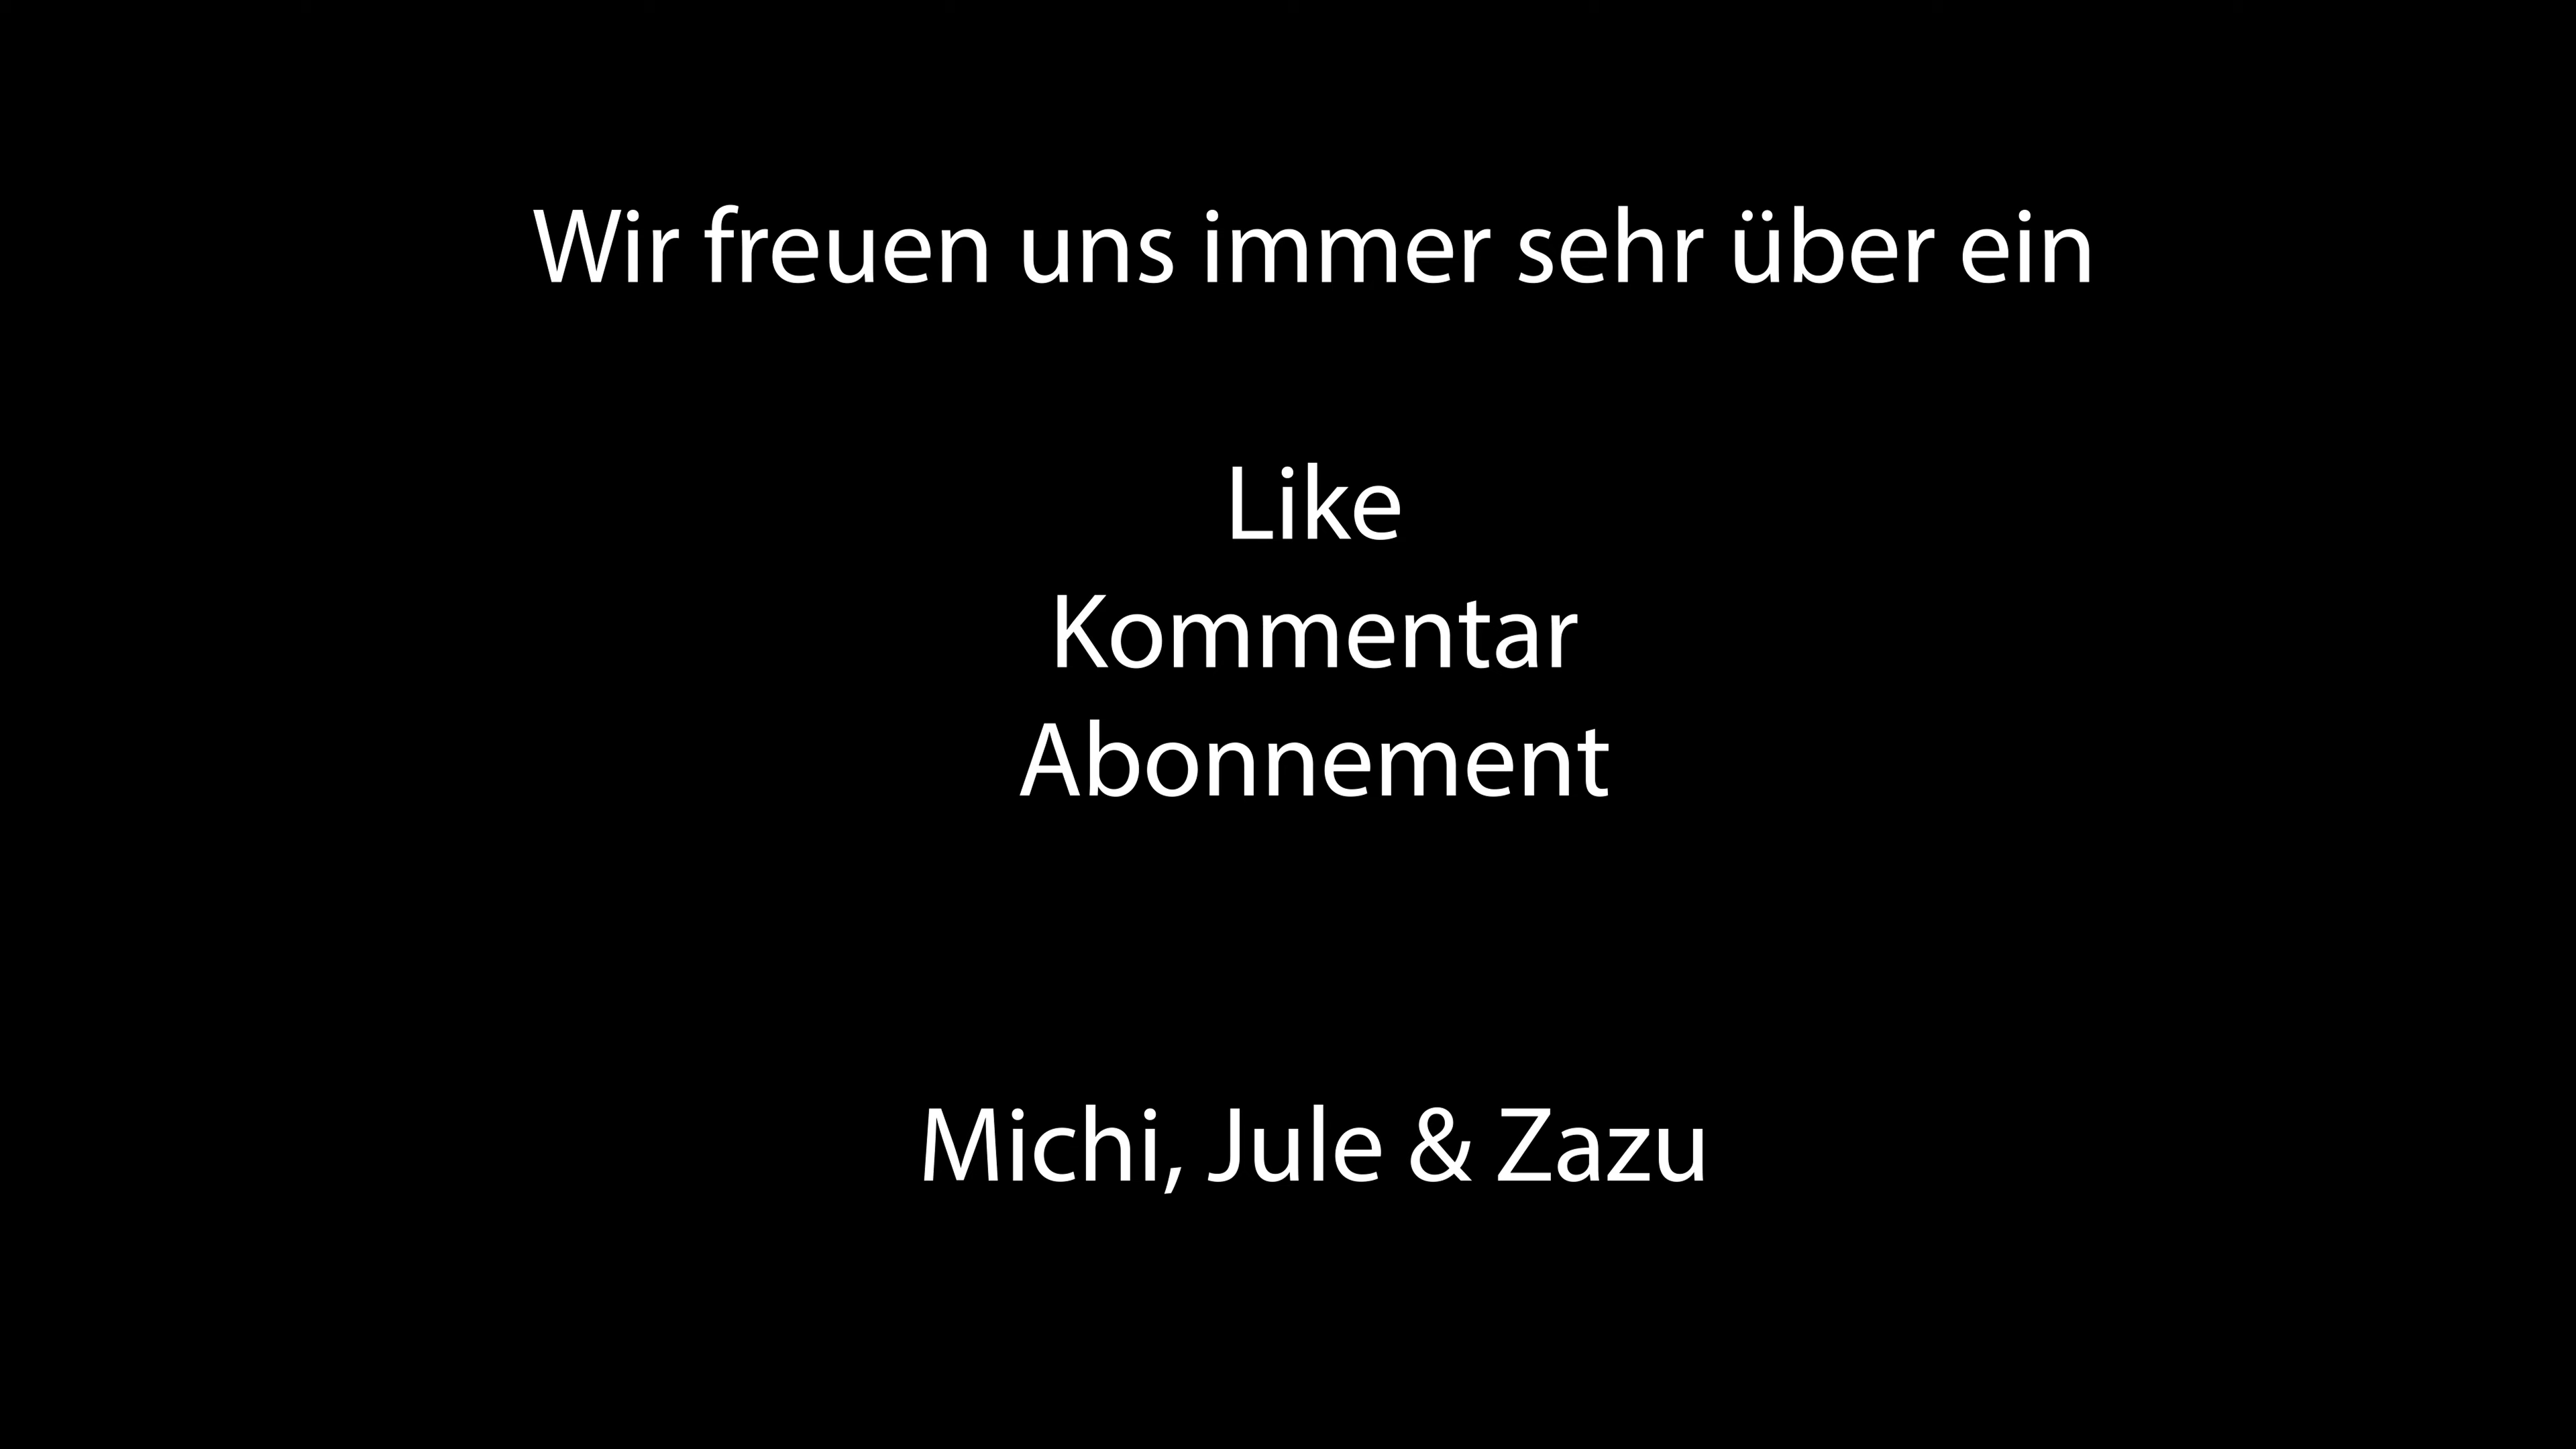 Wir freuen uns immer sehr über ein
Like
Kommentar
Abonnement
Michi, Jule & Zazu